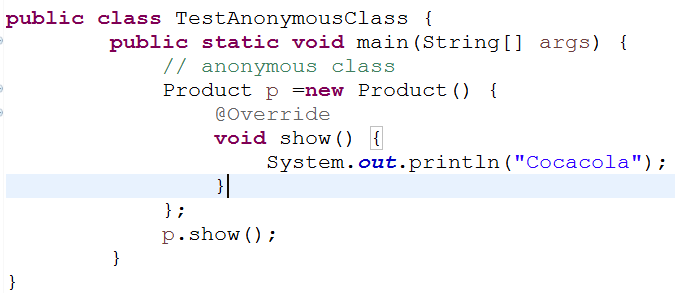 public class TestAnonymousClass {
public static void main(String[] args) {
// anonymous class
Product p =new Product() {
@Override
void show() {
System.out.println("Cocacola");
}
};
p.show();
}
}